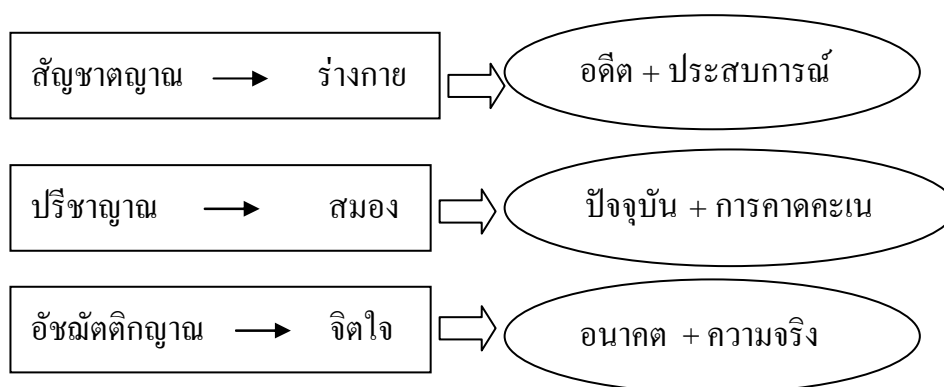 สัญชาตญาณ → ร่างกาย อดีต + ประสบการณ์
ปรีชาญาณ → สมอง ปัจจุบัน + การคาดคะเน
อัชฌัตติกญาณ → จิตใจ อนาคต + ความจริง